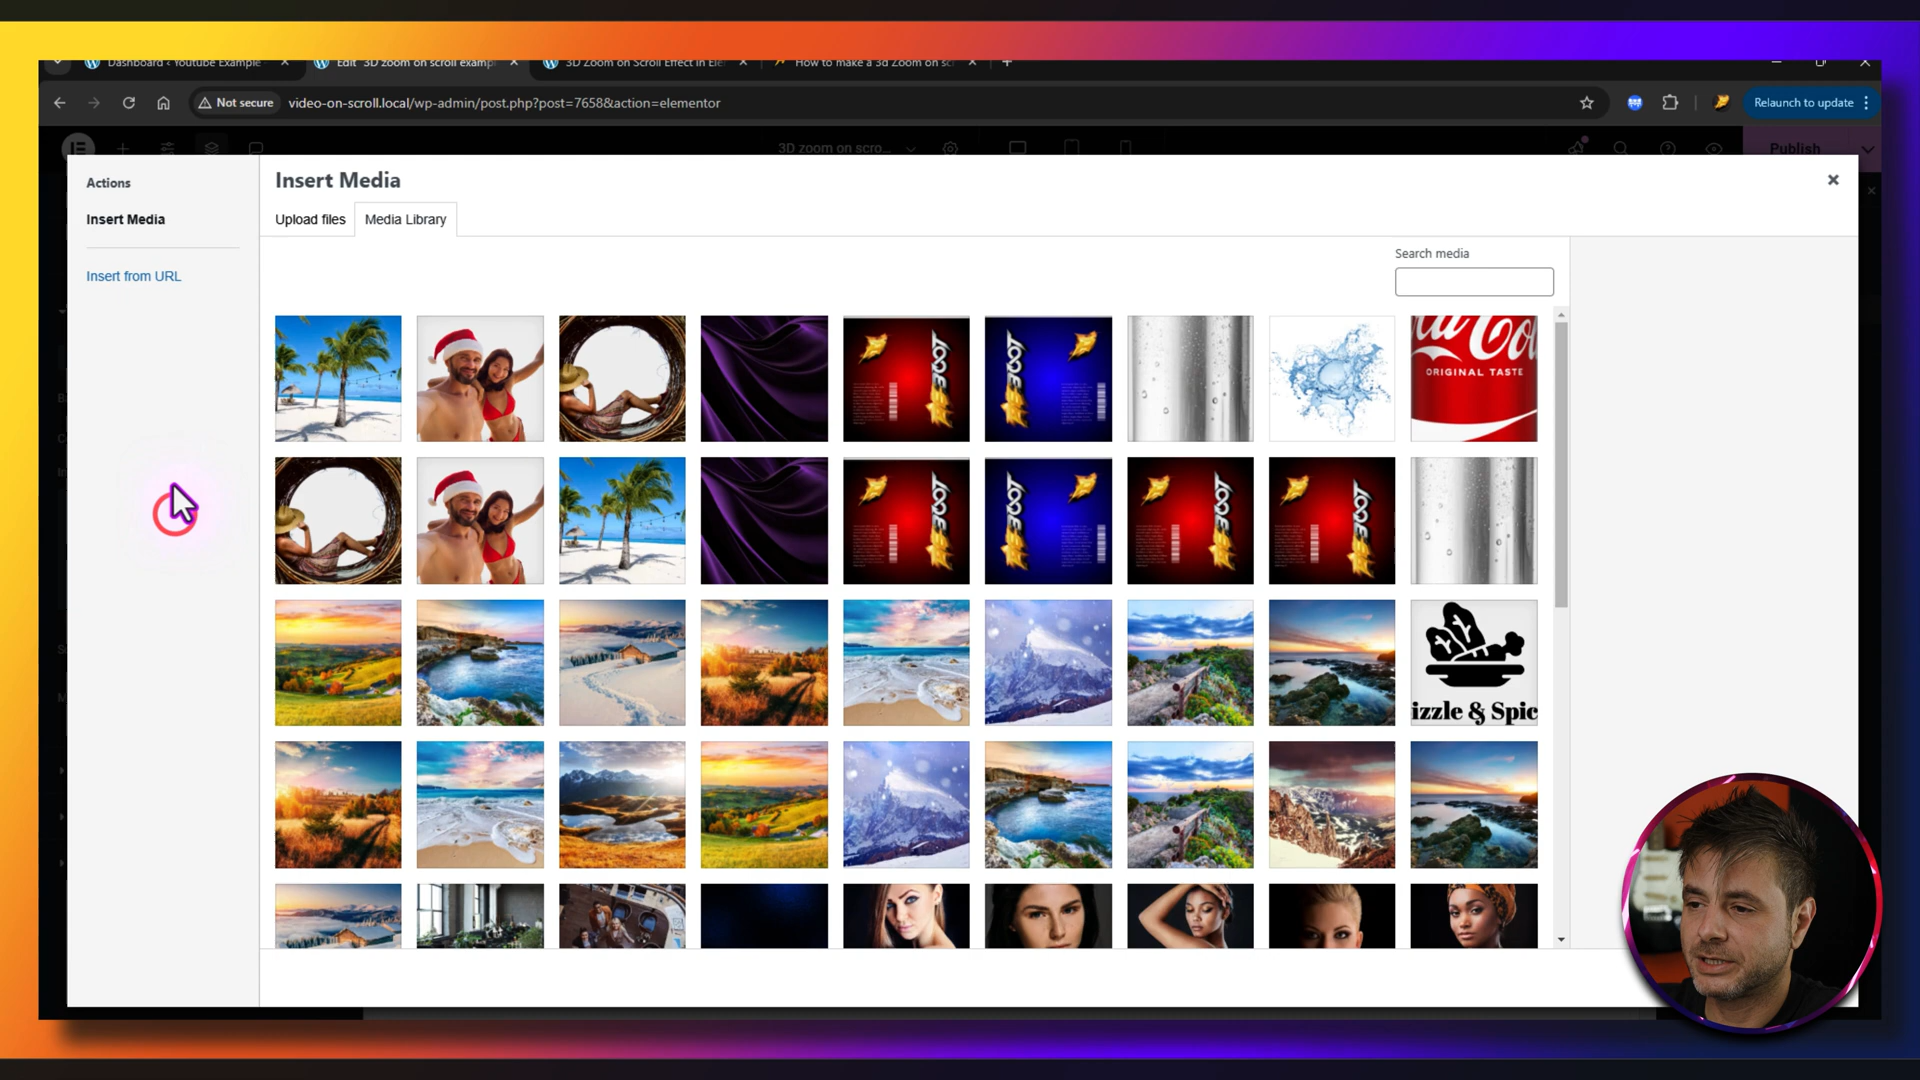 Dashboard ‹ Youtube Example
Edit "3D zoom on scroll examp
3D Zoom on Scroll Effect in Ele
How to make a 3d Zoom on sc
Not secure
video-on-scroll.local/wp-admin/post.php?post=7658&action=elementor
Relaunch to update
3D zoom on scro...
Publish
Actions
Insert Media
Insert from URL
Insert Media
Upload files
Media Library
Search media
ORIGINAL TASTE
izzle & Spic